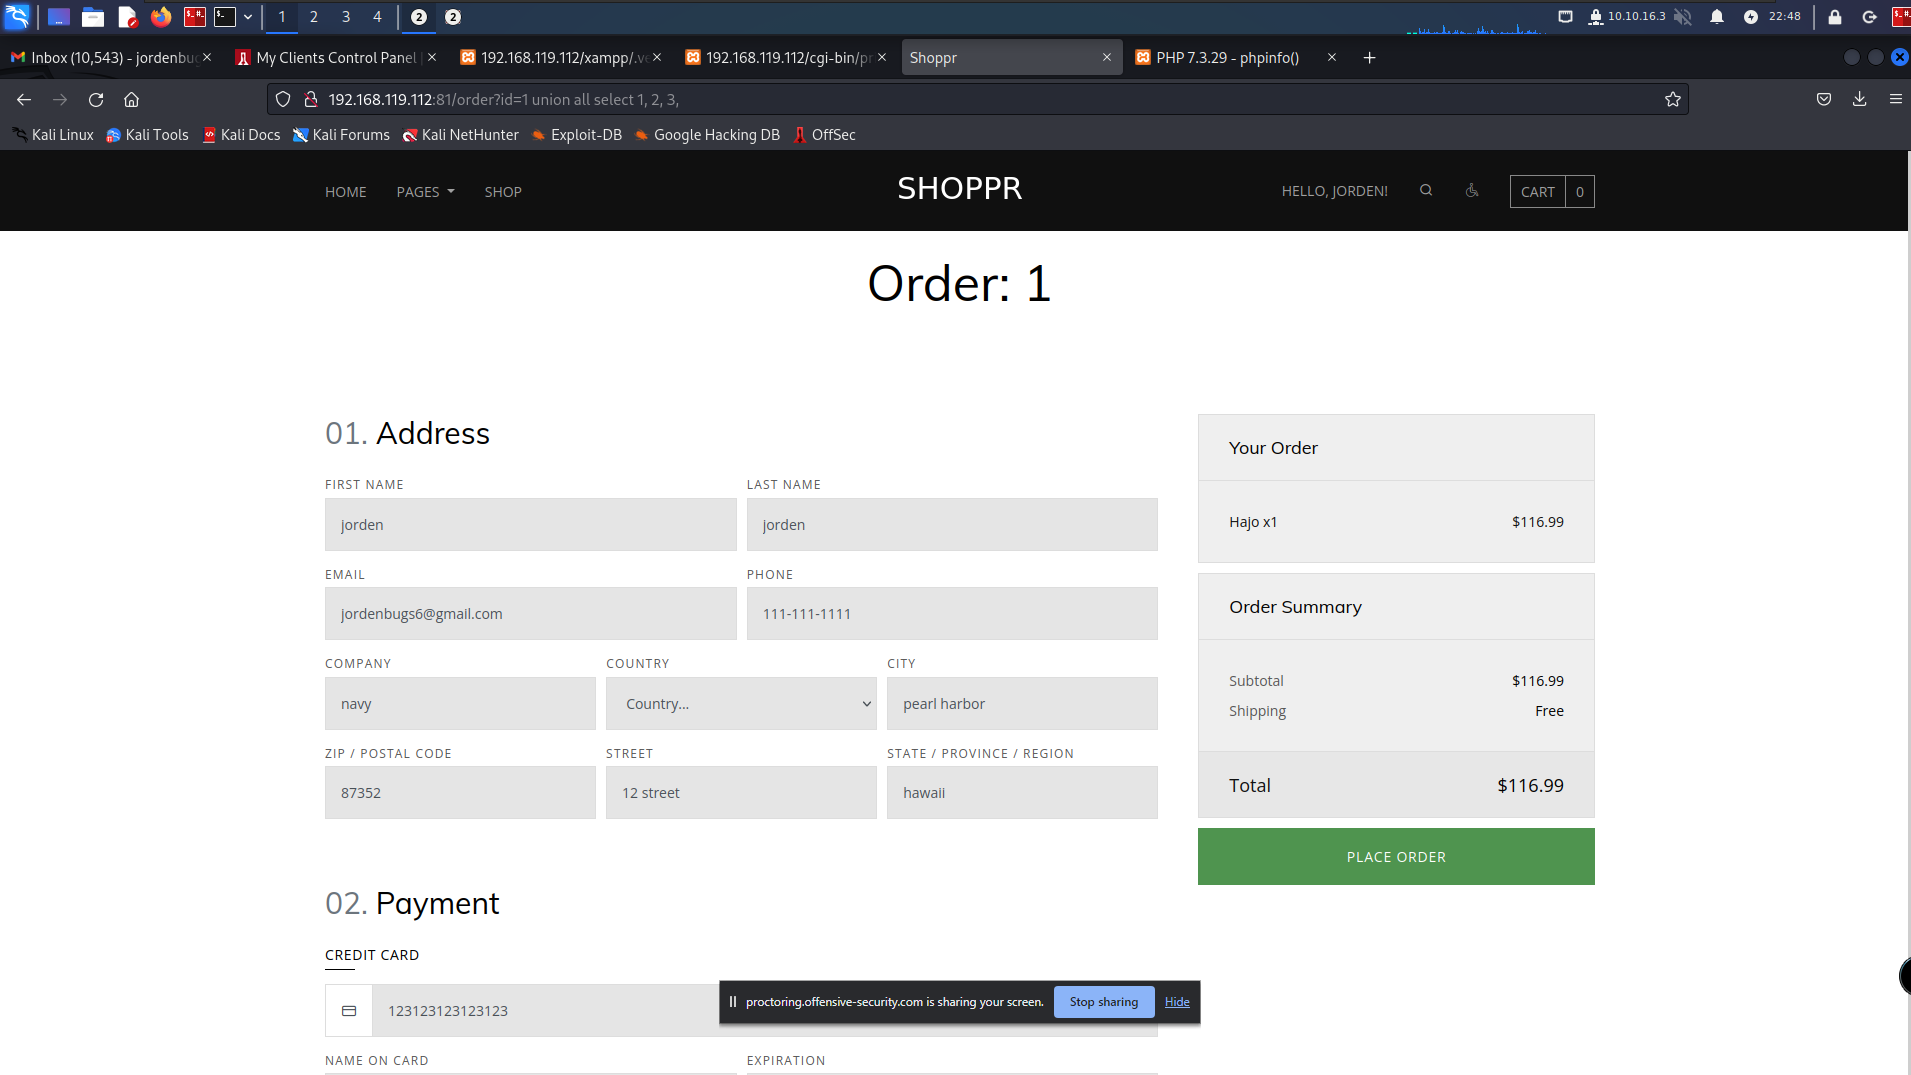 1 2 3 4 2 2 10.10.16.3 22:48
Inbox (10,543) - jordenbug My Clients Control Panel | 192.168.119.112/xampp/.ve 192.168.119.112/cgi-bin/pr Shoppr PHP 7.3.29 - phpinfo()
192.168.119.112:81/order?id=1 union all select 1, 2, 3,
Kali Linux Kali Tools Kali Docs Kali Forums Kali NetHunter Exploit-DB Google Hacking DB OffSec
HOME PAGES SHOP SHOPPR HELLO, JORDEN! CART 0
Order: 1
01. Address
FIRST NAME LAST NAME
jorden jorden
EMAIL PHONE
jordenbugs6@gmail.com 111-111-1111
COMPANY COUNTRY CITY
navy Country... pearl harbor
ZIP / POSTAL CODE STREET STATE / PROVINCE / REGION
87352 12 street hawaii
Your Order
Hajo x1 $116.99
Order Summary
Subtotal $116.99
Shipping Free
Total $116.99
PLACE ORDER
02. Payment
CREDIT CARD
123123123123123
proctoring.offensive-security.com is sharing your screen. Stop sharing Hide
NAME ON CARD EXPIRATION